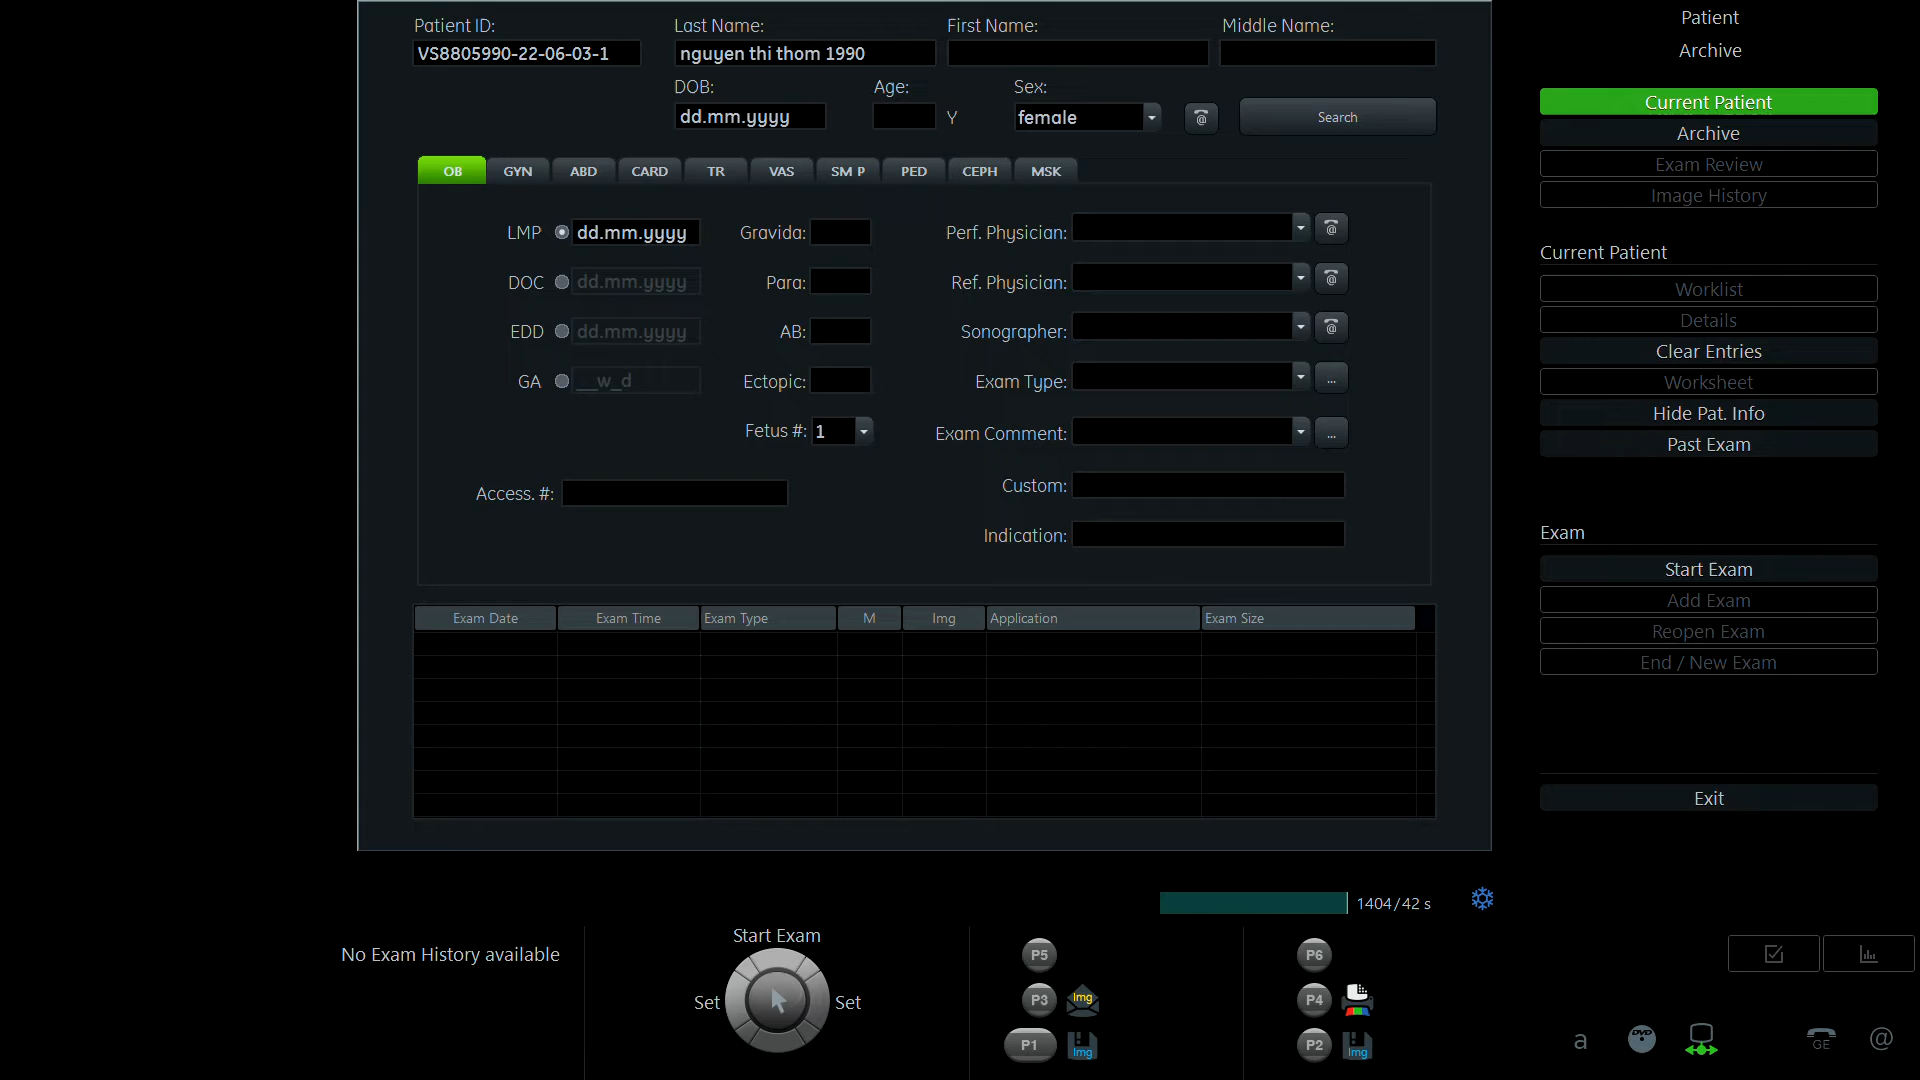 Patient ID: Last Name: First Name: Middle Name:
VS8805990-22-06-03-1 nguyen thi thom 1990
DOB: Age: Sex:
dd.mm.yyyy Y female @ Search
OB GYN ABD CARD TR VAS SM P PED CEPH MSK
LMP dd.mm.yyyy Gravida: Perf. Physician: @
DOC dd.mm.yyyy Para: Ref. Physician: @
EDD dd.mm.yyyy AB: Sonographer: @
GA __w_d Ectopic: Exam Type: ...
Fetus #: 1 Exam Comment: ...
Access. #: Custom:
Indication:
Exam Date Exam Time Exam Type M Img Application Exam Size
1404/42 s
No Exam History available
Start Exam
Set Set
P5 P6
P3 Img P4
P1 Img P2 Img
Patient
Archive
Current Patient
Archive
Exam Review
Image History
Current Patient
Worklist
Details
Clear Entries
Worksheet
Hide Pat. Info
Past Exam
Exam
Start Exam
Add Exam
Reopen Exam
End / New Exam
Exit
a DVD GE @